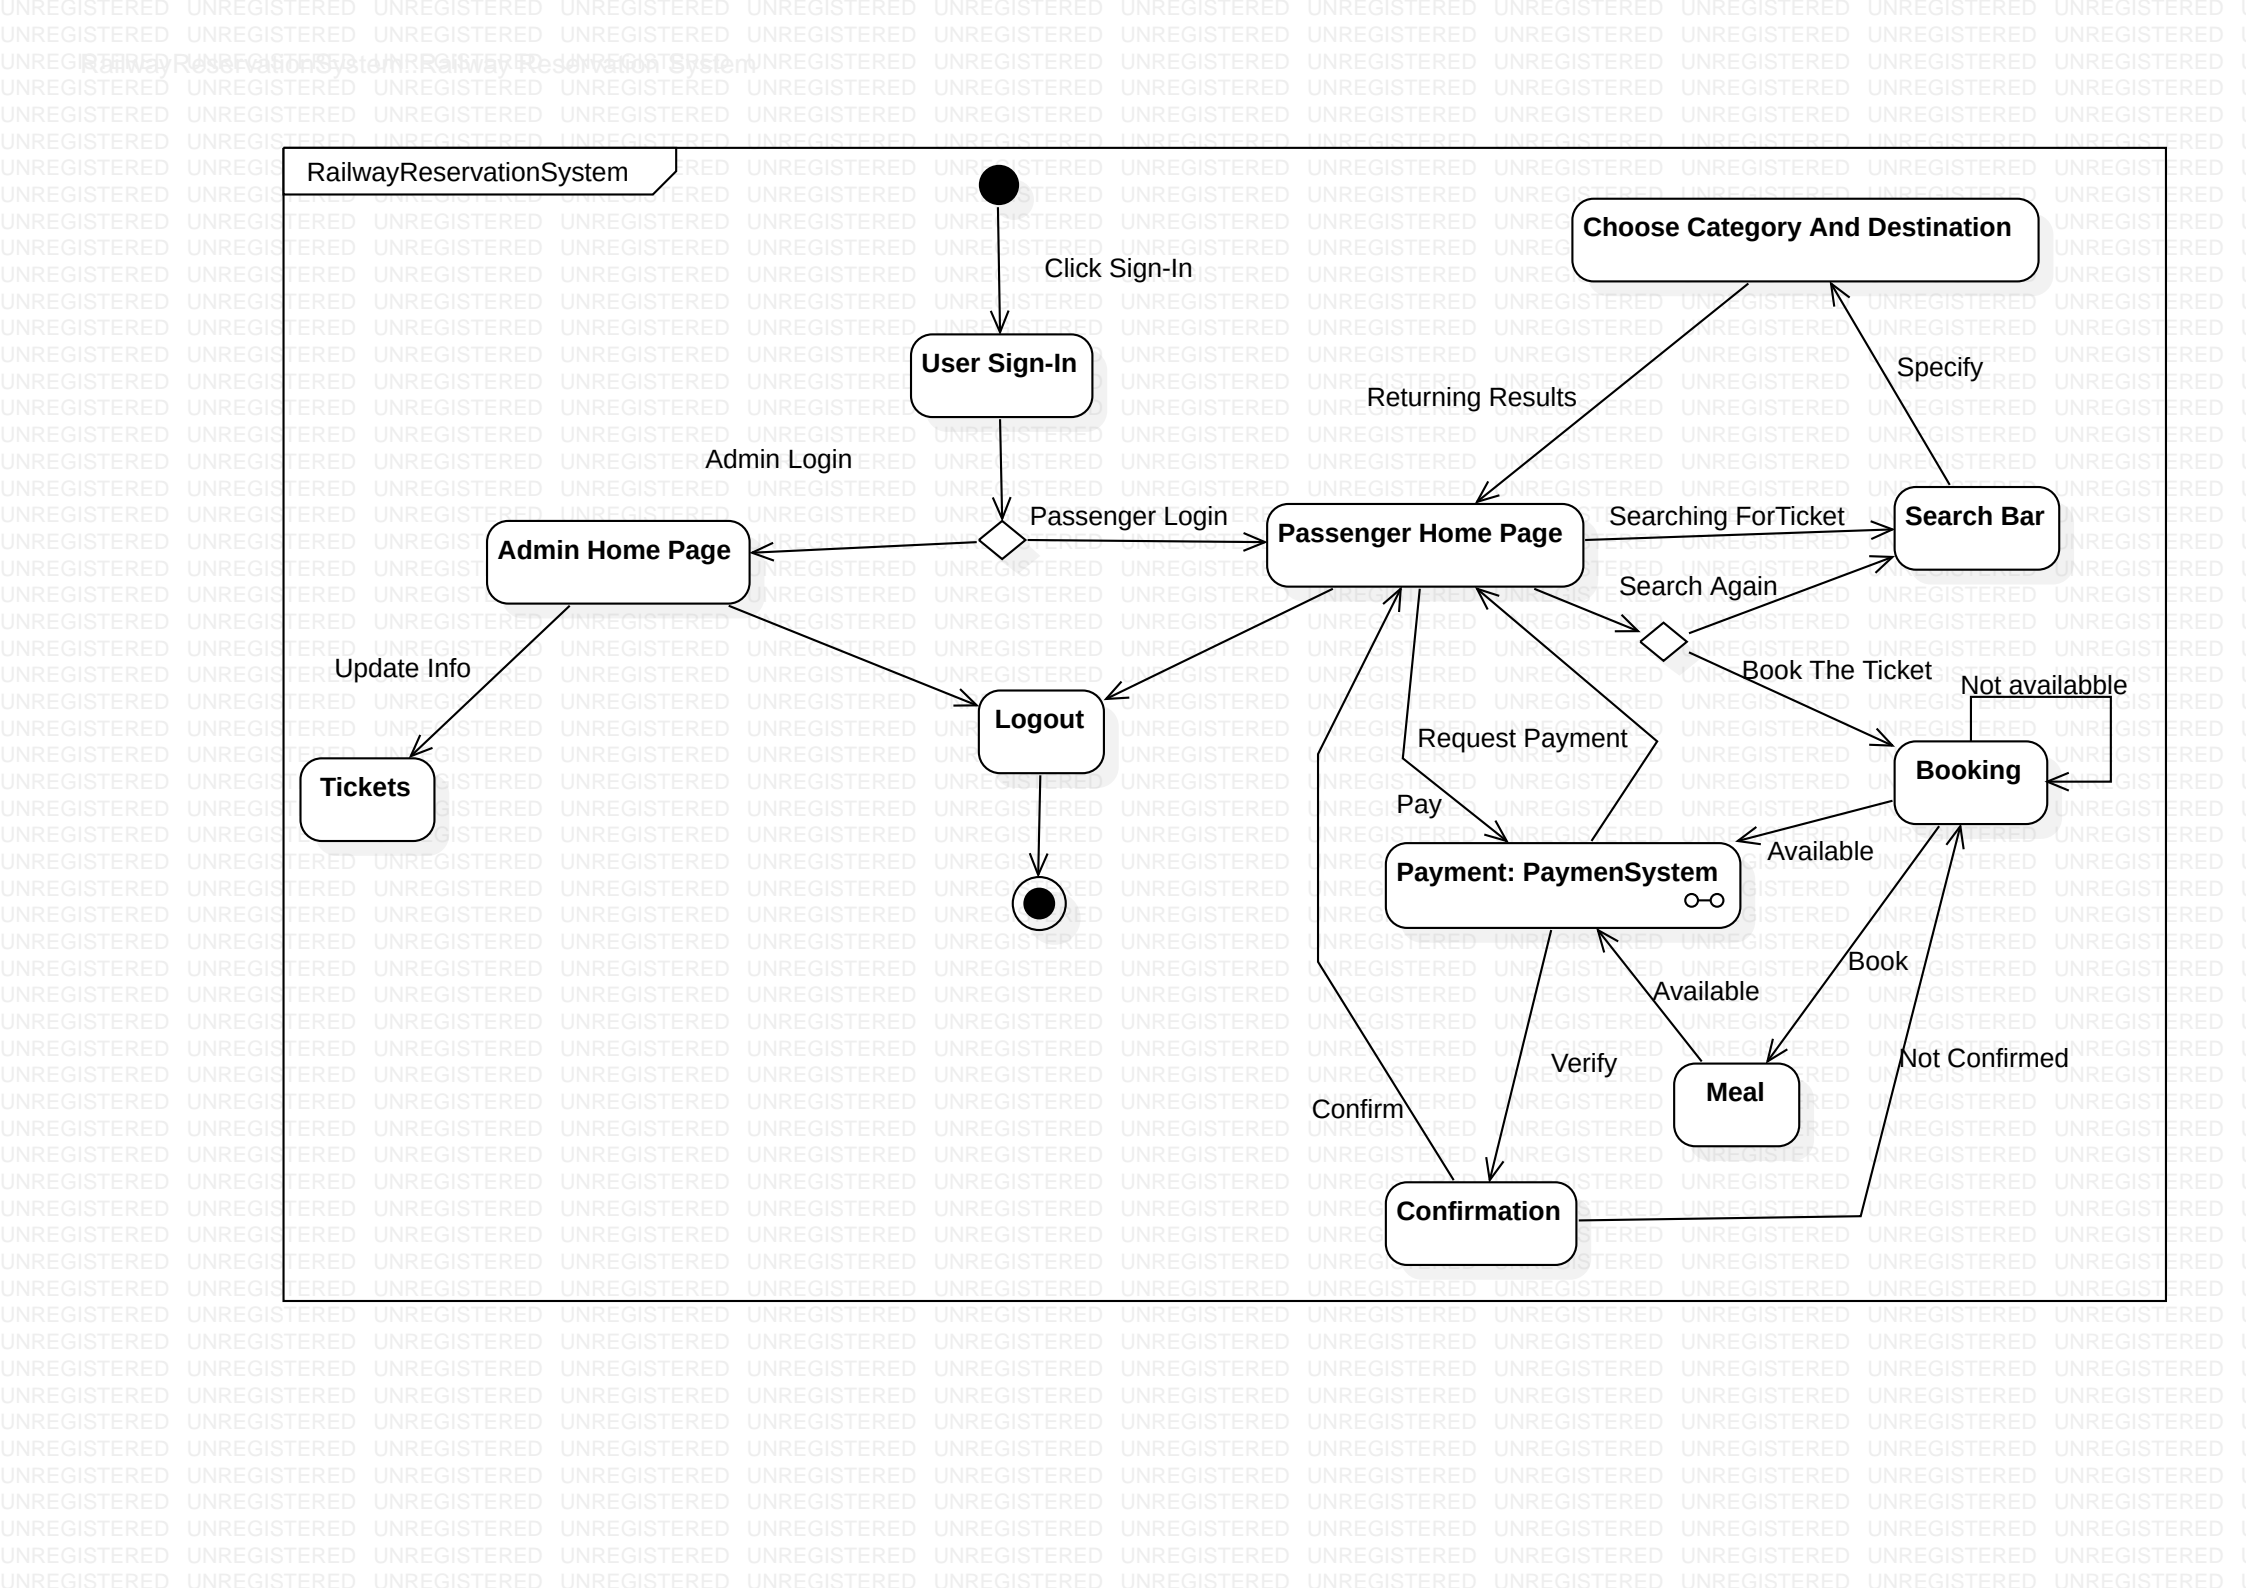 RailwayReservationSystem::Railway Reservation System
RailwayReservationSystem
Choose Category And Destination
Click Sign-In
User Sign-In
Specify
Returning Results
Admin Login
Passenger Login
Searching ForTicket
Search Bar
Passenger Home Page
Admin Home Page
Search Again
Update Info
Book The Ticket
Not availabble
Logout
Request Payment
Booking
Tickets
Pay
Available
Payment: PaymenSystem
Book
Available
Not Confirmed
Verify
Meal
Confirm
Confirmation
UNREGISTERED